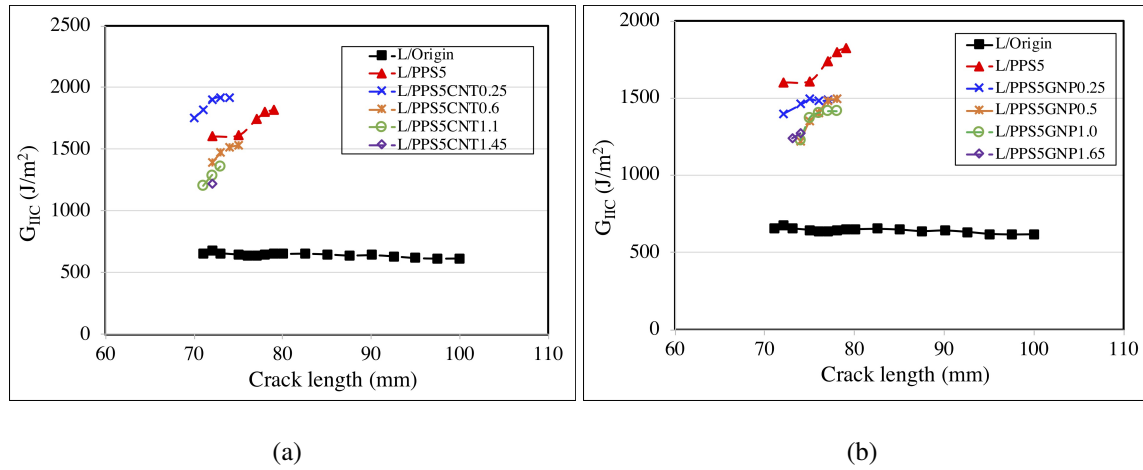 2500
2000
1500
1000
500
0
60
70
80
90
100
110
G_IIC (J/m²)
Crack length (mm)
L/Origin
L/PPS5
L/PPS5CNT0.25
L/PPS5CNT0.6
L/PPS5CNT1.1
L/PPS5CNT1.45
(a)
2000
1500
1000
500
0
60
70
80
90
100
110
G_IIC (J/m²)
Crack length (mm)
L/Origin
L/PPS5
L/PPS5GNP0.25
L/PPS5GNP0.5
L/PPS5GNP1.0
L/PPS5GNP1.65
(b)